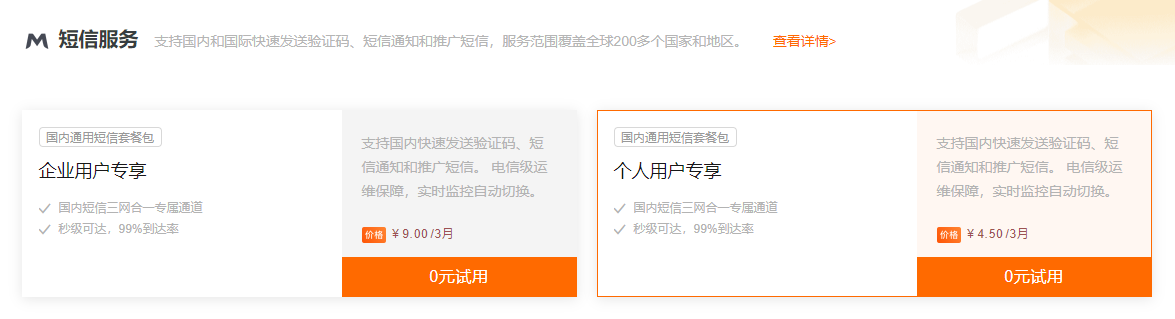 短信服务 支持国内和国际快速发送验证码、短信通知和推广短信，服务范围覆盖全球200多个国家和地区。 查看详情>
国内通用短信套餐包
企业用户专享
国内短信三网合一专属通道
秒级可达，99%到达率
支持国内快速发送验证码、短
信通知和推广短信。 电信级运
维保障，实时监控自动切换。
价格 ¥ 9.00 /3月
0元试用
国内通用短信套餐包
个人用户专享
国内短信三网合一专属通道
秒级可达，99%到达率
支持国内快速发送验证码、短
信通知和推广短信。 电信级运
维保障，实时监控自动切换。
价格 ¥ 4.50 /3月
0元试用